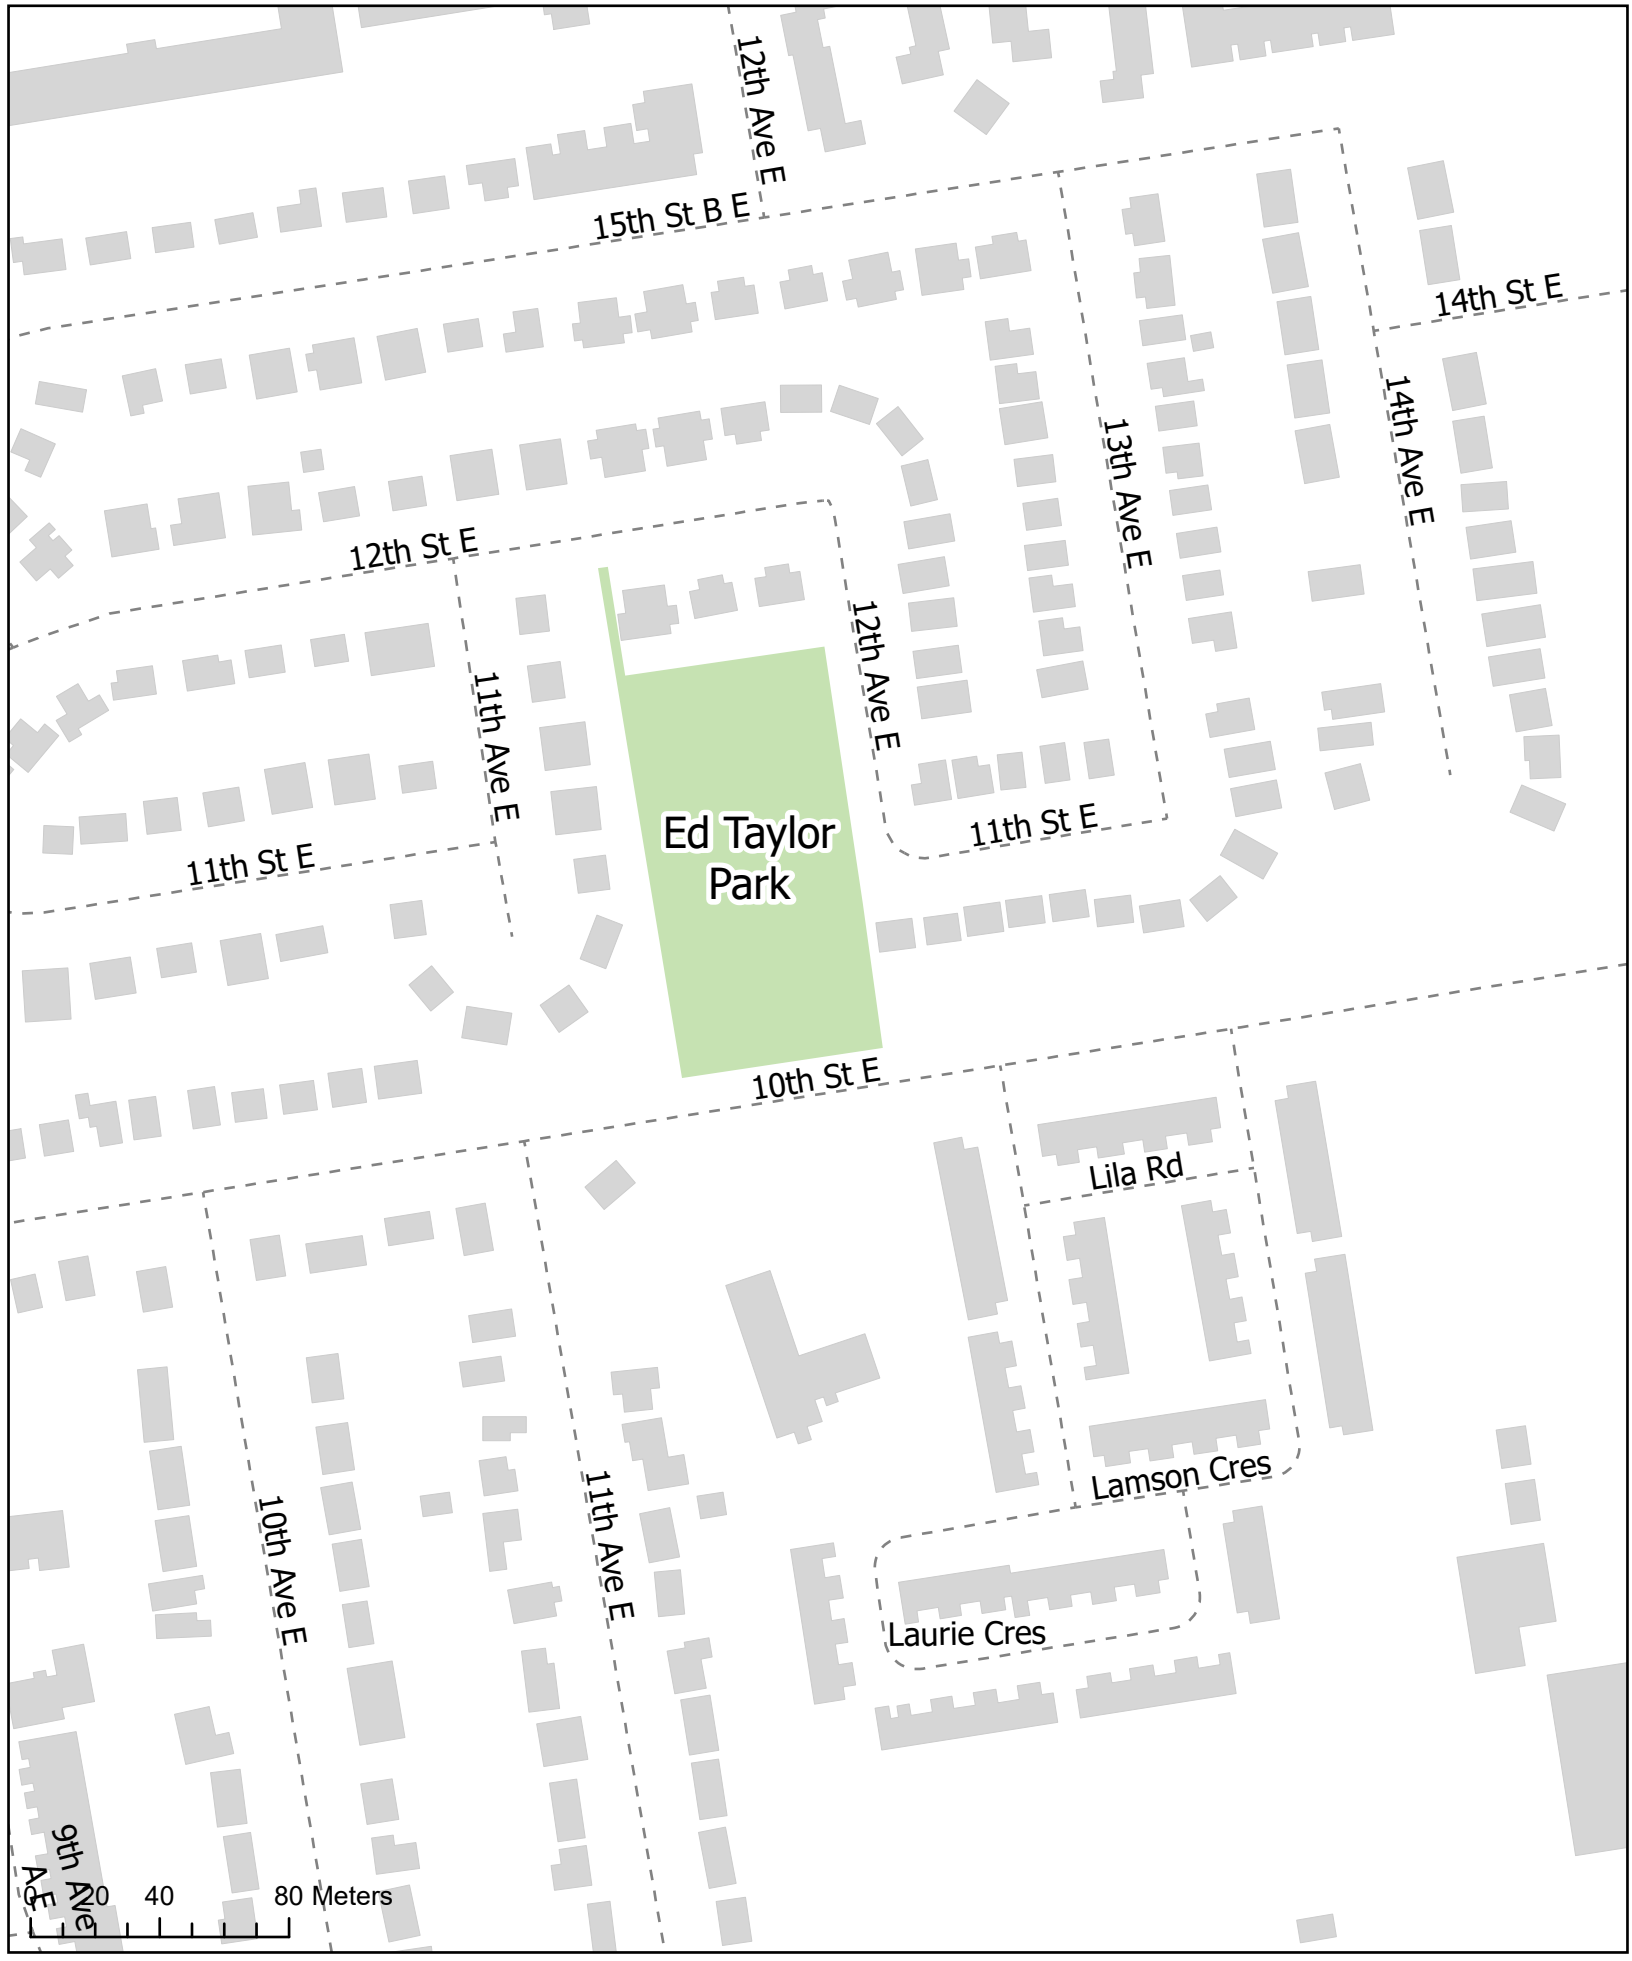 12th Ave E
15th St B E
14th St E
14th Ave E
13th Ave E
12th St E
12th Ave E
11th Ave E
Ed Taylor
Park
11th St E
11th St E
10th St E
Lila Rd
Lamson Cres
10th Ave E
11th Ave E
Laurie Cres
9th Ave
A E
0 20 40 80 Meters